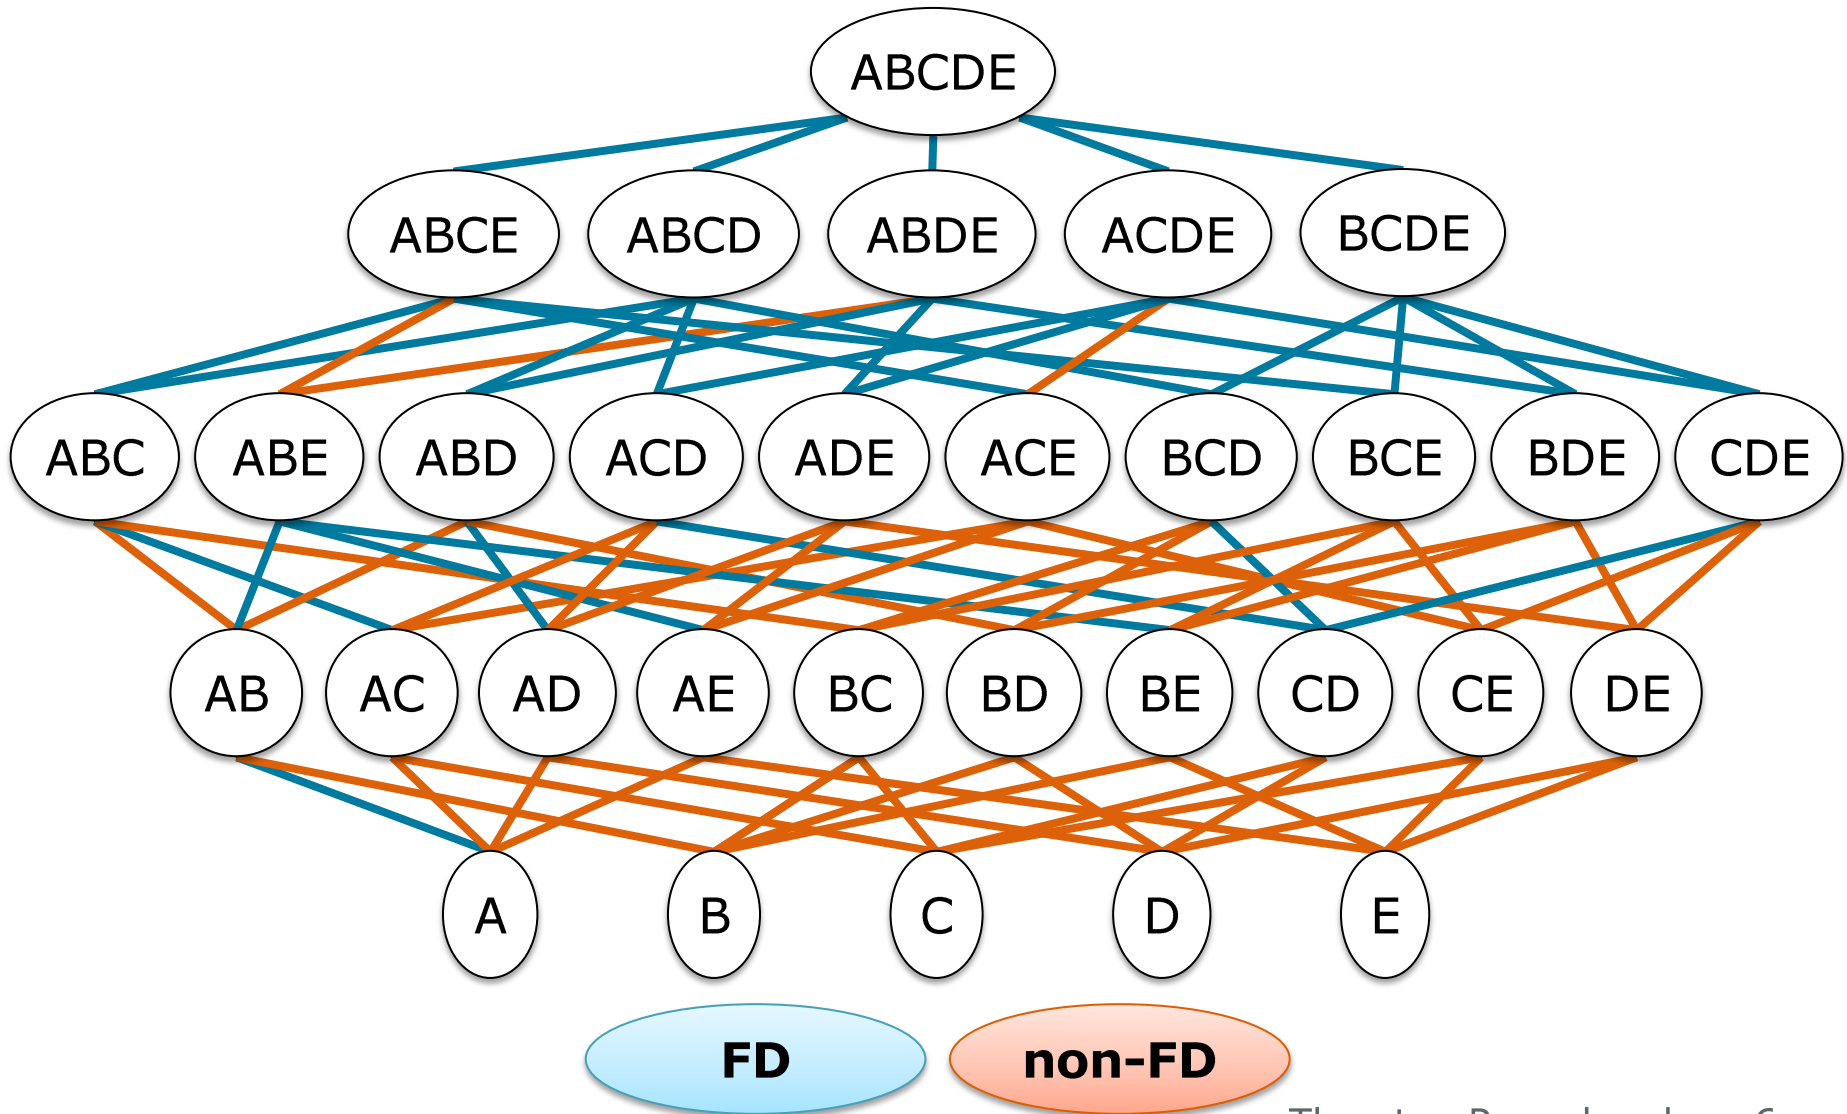 ABCDE
ABCE ABCD ABDE ACDE BCDE
ABC ABE ABD ACD ADE ACE BCD BCE BDE CDE
AB AC AD AE BC BD BE CD CE DE
A B C D E
FD non-FD